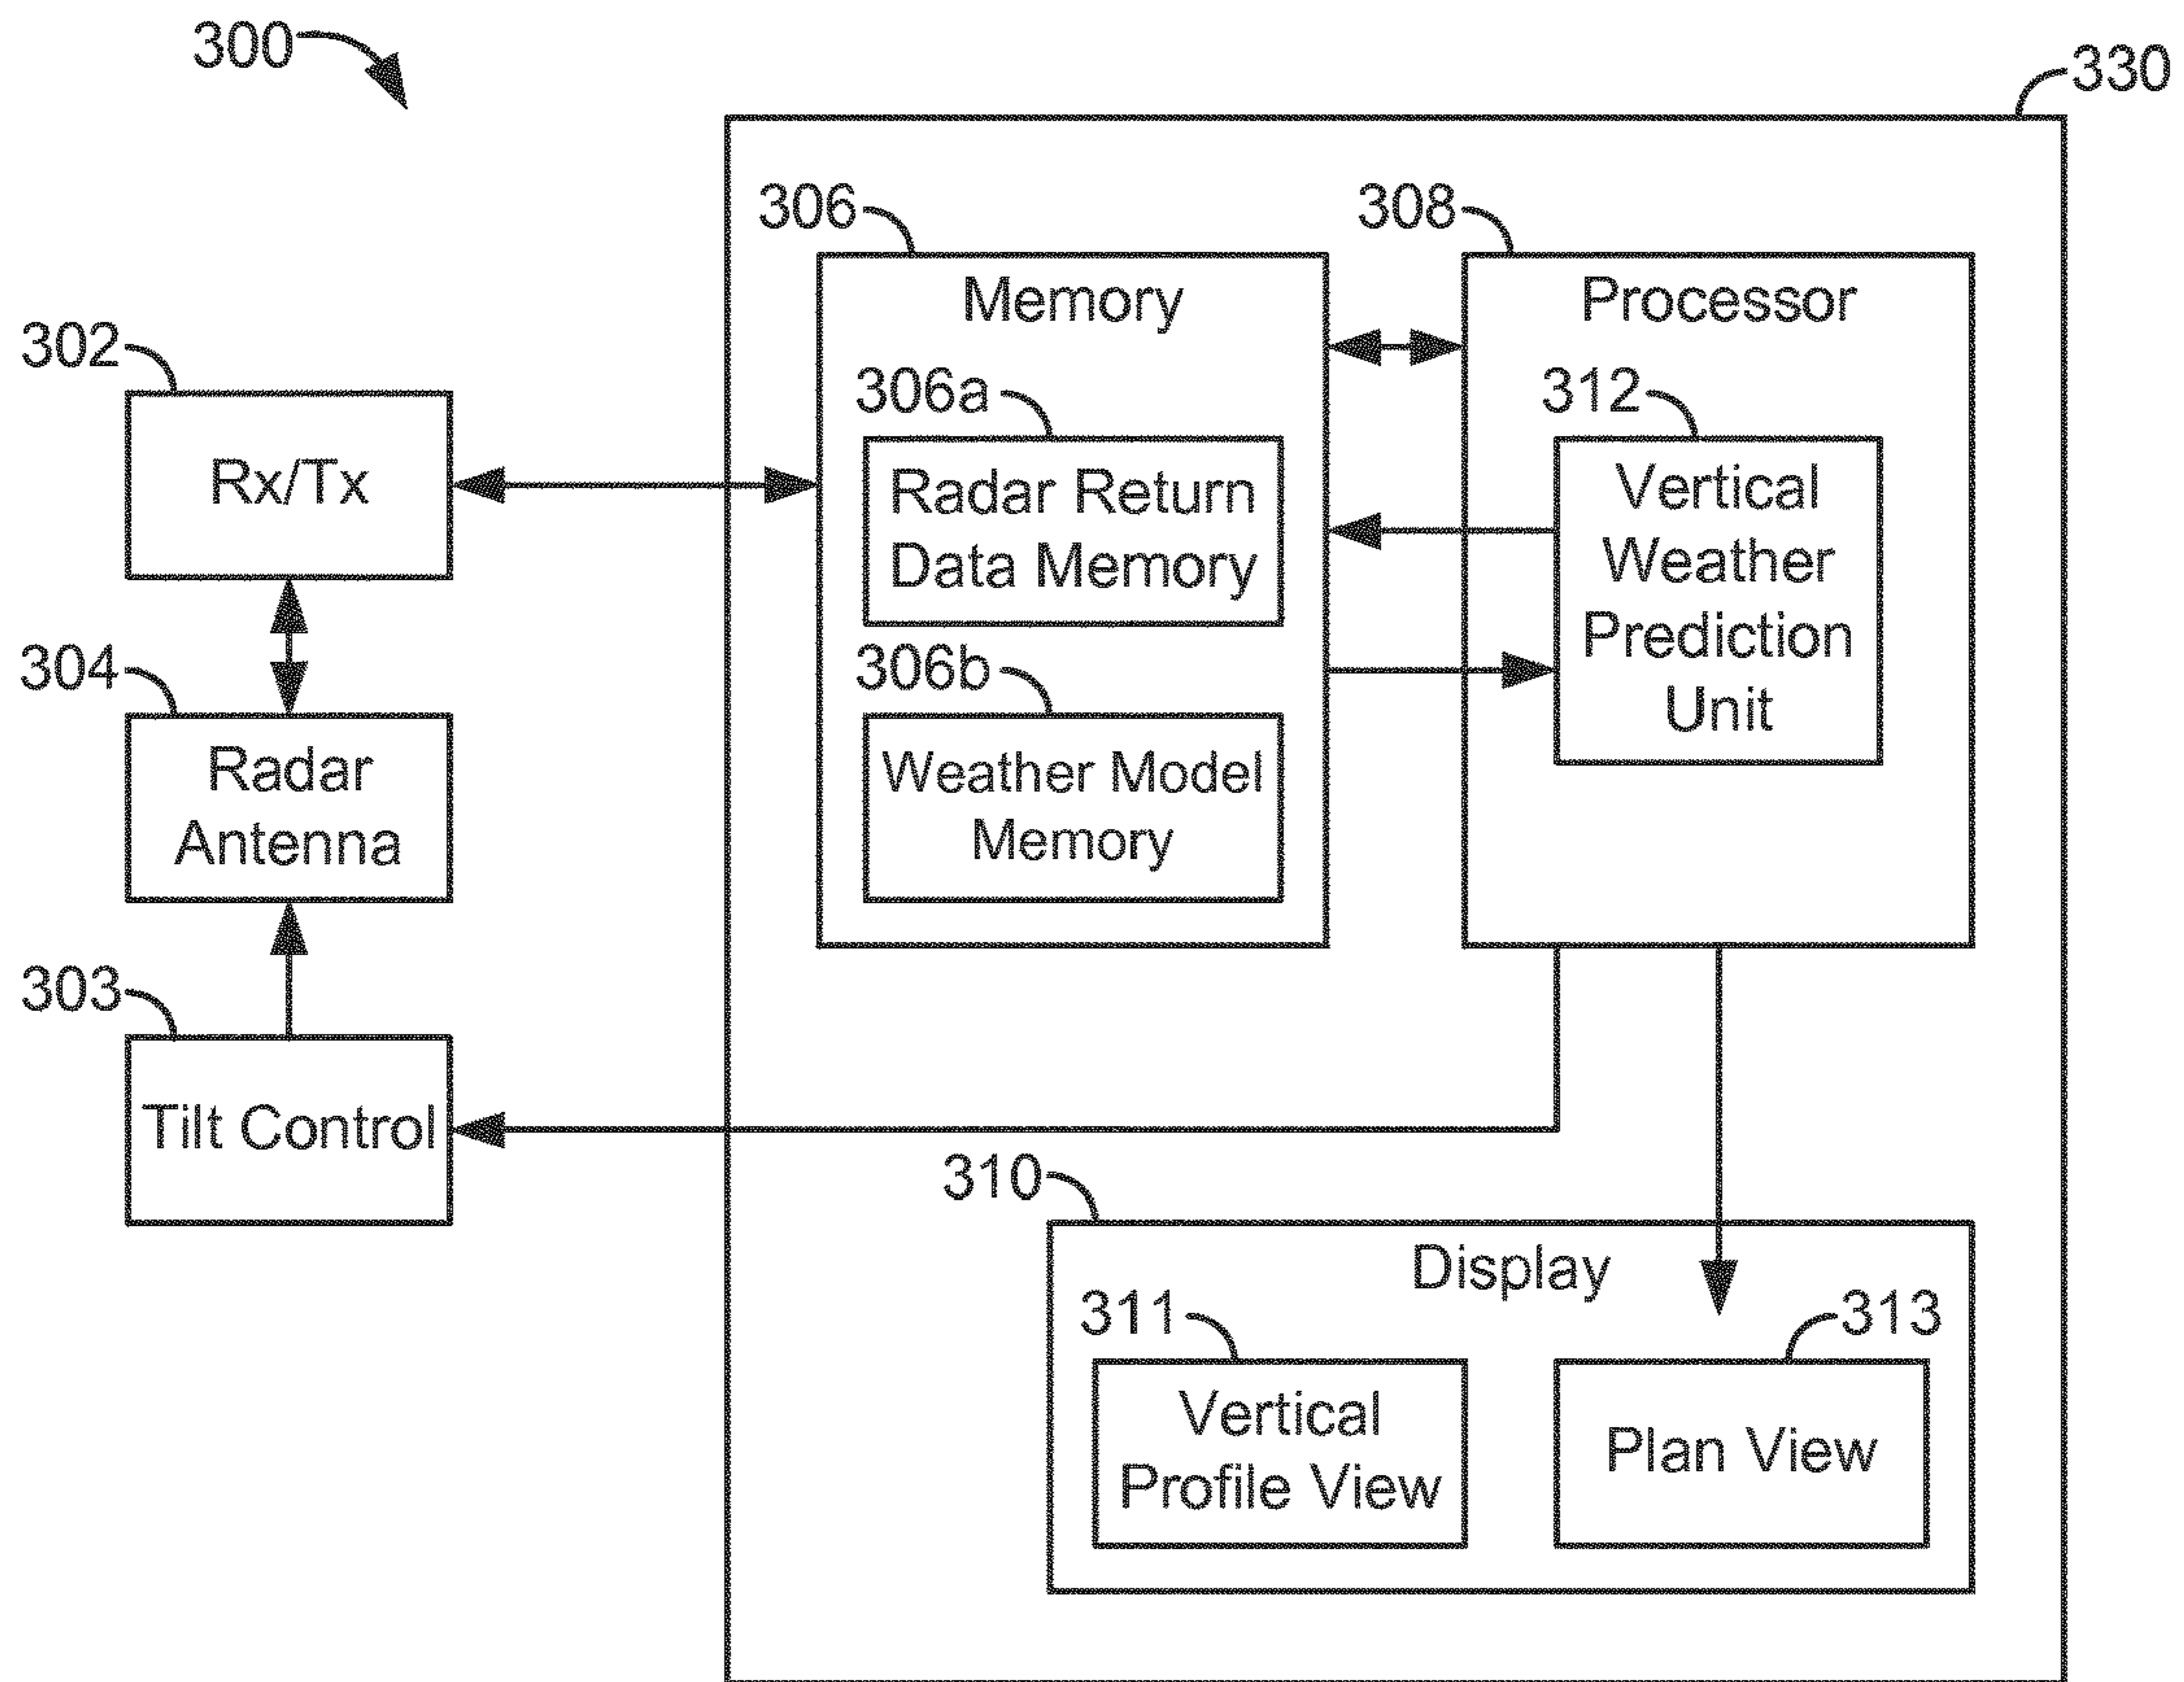 300
330
306
308
Memory
Processor
302
306a
312
Rx/Tx
Radar Return
Data Memory
Vertical
Weather
Prediction
Unit
304
306b
Radar
Antenna
Weather Model
Memory
303
Tilt Control
310
Display
311
313
Vertical
Profile View
Plan View